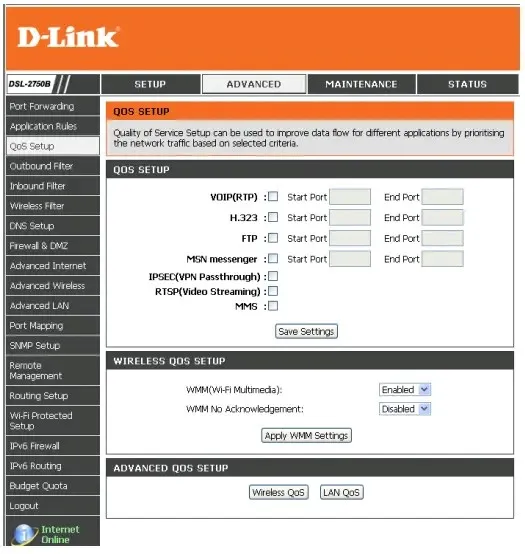 D-Link
DSL-2750B
SETUP
ADVANCED
MAINTENANCE
STATUS
Port Forwarding
Application Rules
QoS Setup
Outbound Filter
Inbound Filter
Wireless Filter
DNS Setup
Firewall & DMZ
Advanced Internet
Advanced Wireless
Advanced LAN
Port Mapping
SNMP Setup
Remote
Management
Routing Setup
Wi-Fi Protected
Setup
IPv6 Firewall
IPv6 Routing
Budget Quota
Logout
Internet
Online
QOS SETUP
Quality of Service Setup can be used to improve data flow for different applications by prioritising
the network traffic based on selected criteria.
QOS SETUP
VOIP(RTP) : Start Port End Port
H.323 : Start Port End Port
FTP : Start Port End Port
MSN messenger : Start Port End Port
IPSEC(VPN Passthrough) :
RTSP(Video Streaming) :
MMS :
Save Settings
WIRELESS QOS SETUP
WMM(Wi-Fi Multimedia): Enabled
WMM No Acknowledgement: Disabled
Apply WMM Settings
ADVANCED QOS SETUP
Wireless QoS LAN QoS